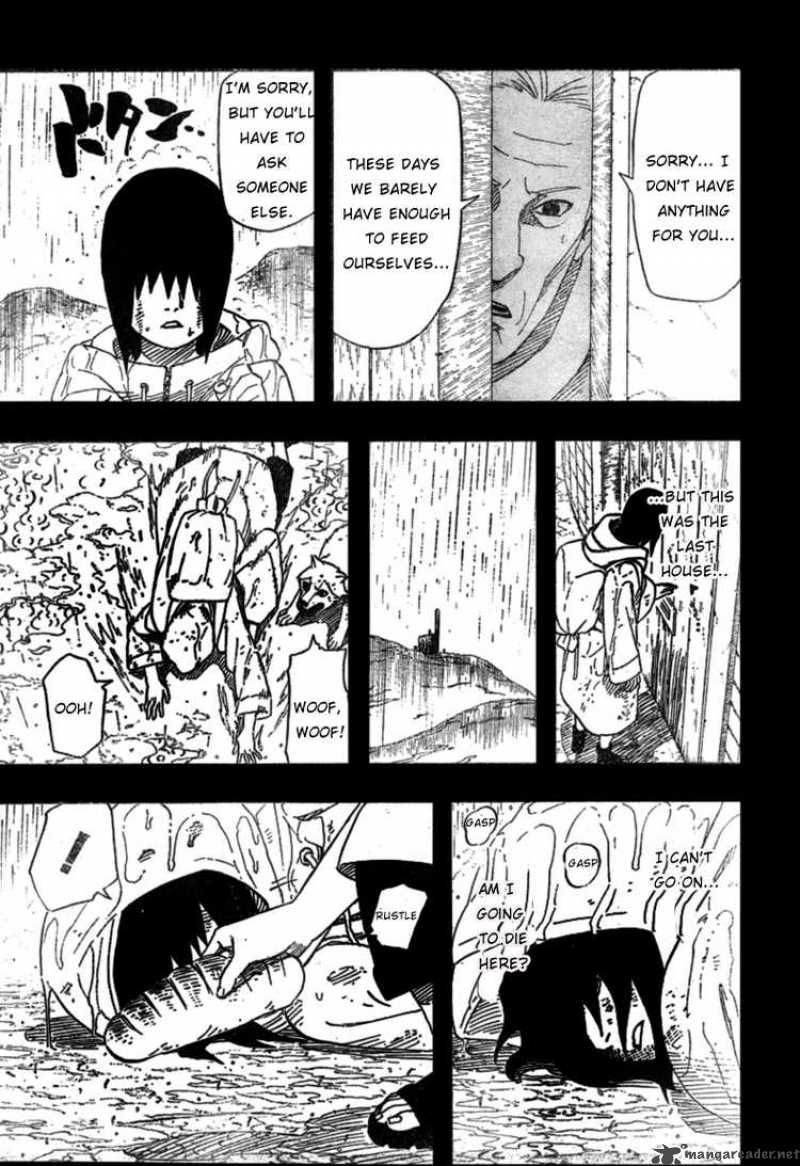 SORRY... I
DON'T HAVE
ANYTHING
FOR YOU...
THESE DAYS
WE BARELY
HAVE ENOUGH
TO FEED
OURSELVES...
I'M SORRY,
BUT YOU'LL
HAVE TO
ASK
SOMEONE
ELSE.
ドタン...
...BUT THIS
WAS THE
LAST
HOUSE...
WOOF,
WOOF!
OOH!
I CAN'T
GO ON...
GASP
GASP
AM I
GOING
TO DIE
HERE?
RUSTLE
mangarcader.net